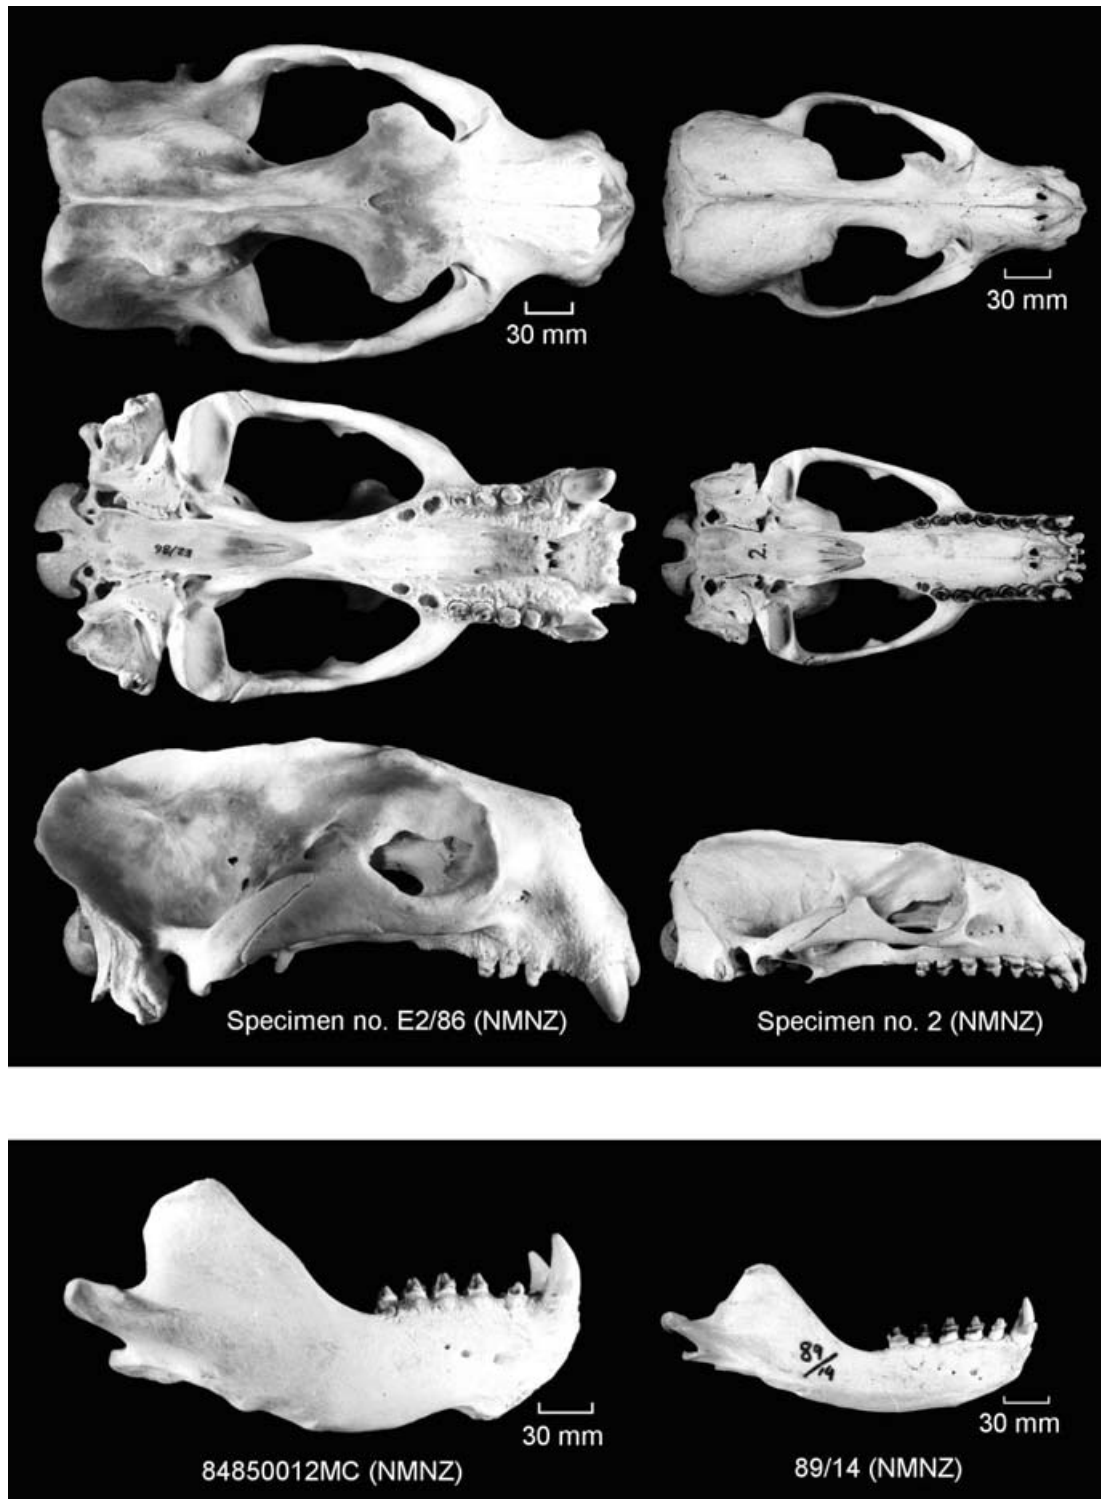 30 mm
30 mm
E2/86
2.
Specimen no. E2/86 (NMNZ)
Specimen no. 2 (NMNZ)
89/14
30 mm
30 mm
84850012MC (NMNZ)
89/14 (NMNZ)